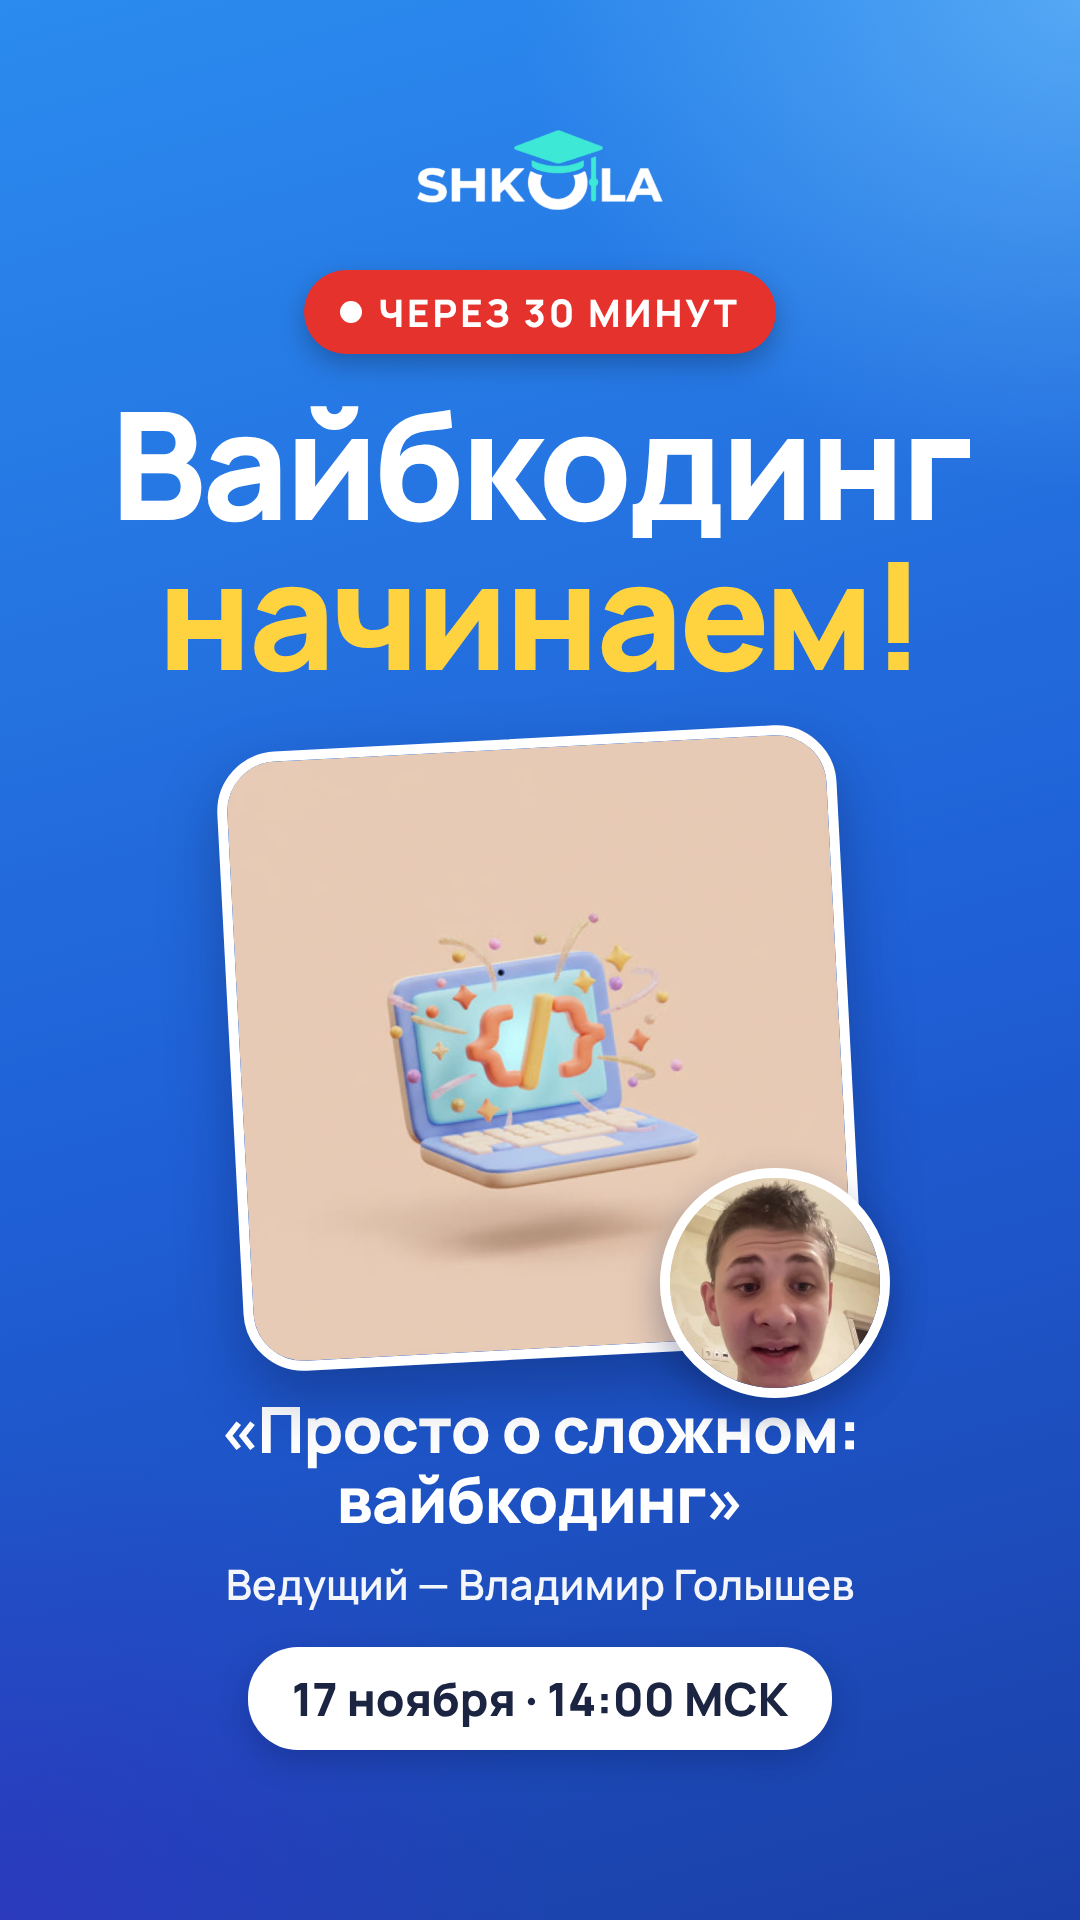 SHKOLA
ЧЕРЕЗ 30 МИНУТ
Вайбкодинг
начинаем!
{/}
«Просто о сложном:
вайбкодинг»
Ведущий — Владимир Голышев
17 ноября · 14:00 МСК